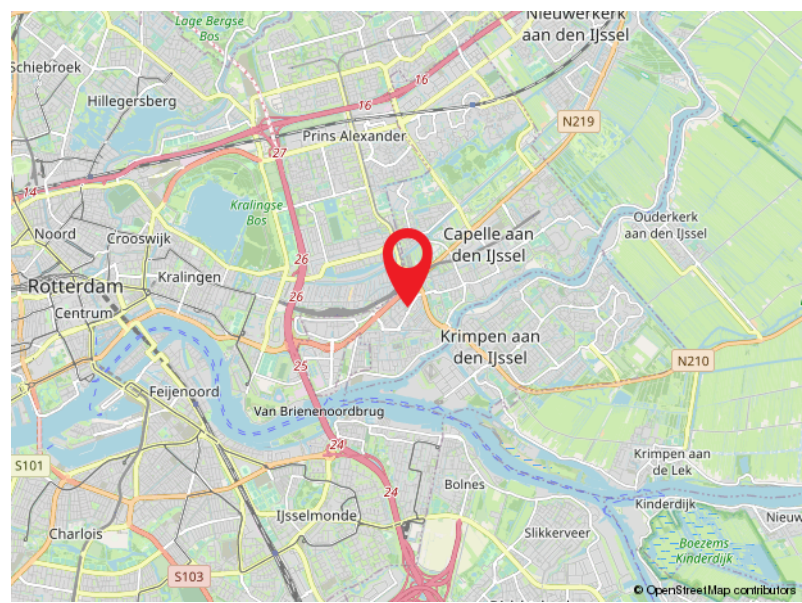 Lage Bergse
Bos
Nieuwerkerk
aan den IJssel
Schiebroek
16
Hillegersberg
16
Prins Alexander
N219
27
14
Kralingse-
Bos
Noord
Crooswijk
Capelle aan
den IJssel
Ouderkerk
aan den IJssel
26
Kralingen
Rotterdam
26
Centrum
Krimpen aan
den IJssel
N210
25
Feijenoord
Van Brienenoordbrug
24
S101
Krimpen aan
de Lek
Bolnes
24
Kinderdijk
IJsselmonde
Nieuw
Charlois
Slikkerveer
Boezems-
Kinderdijk
S103
© OpenStreetMap contributors